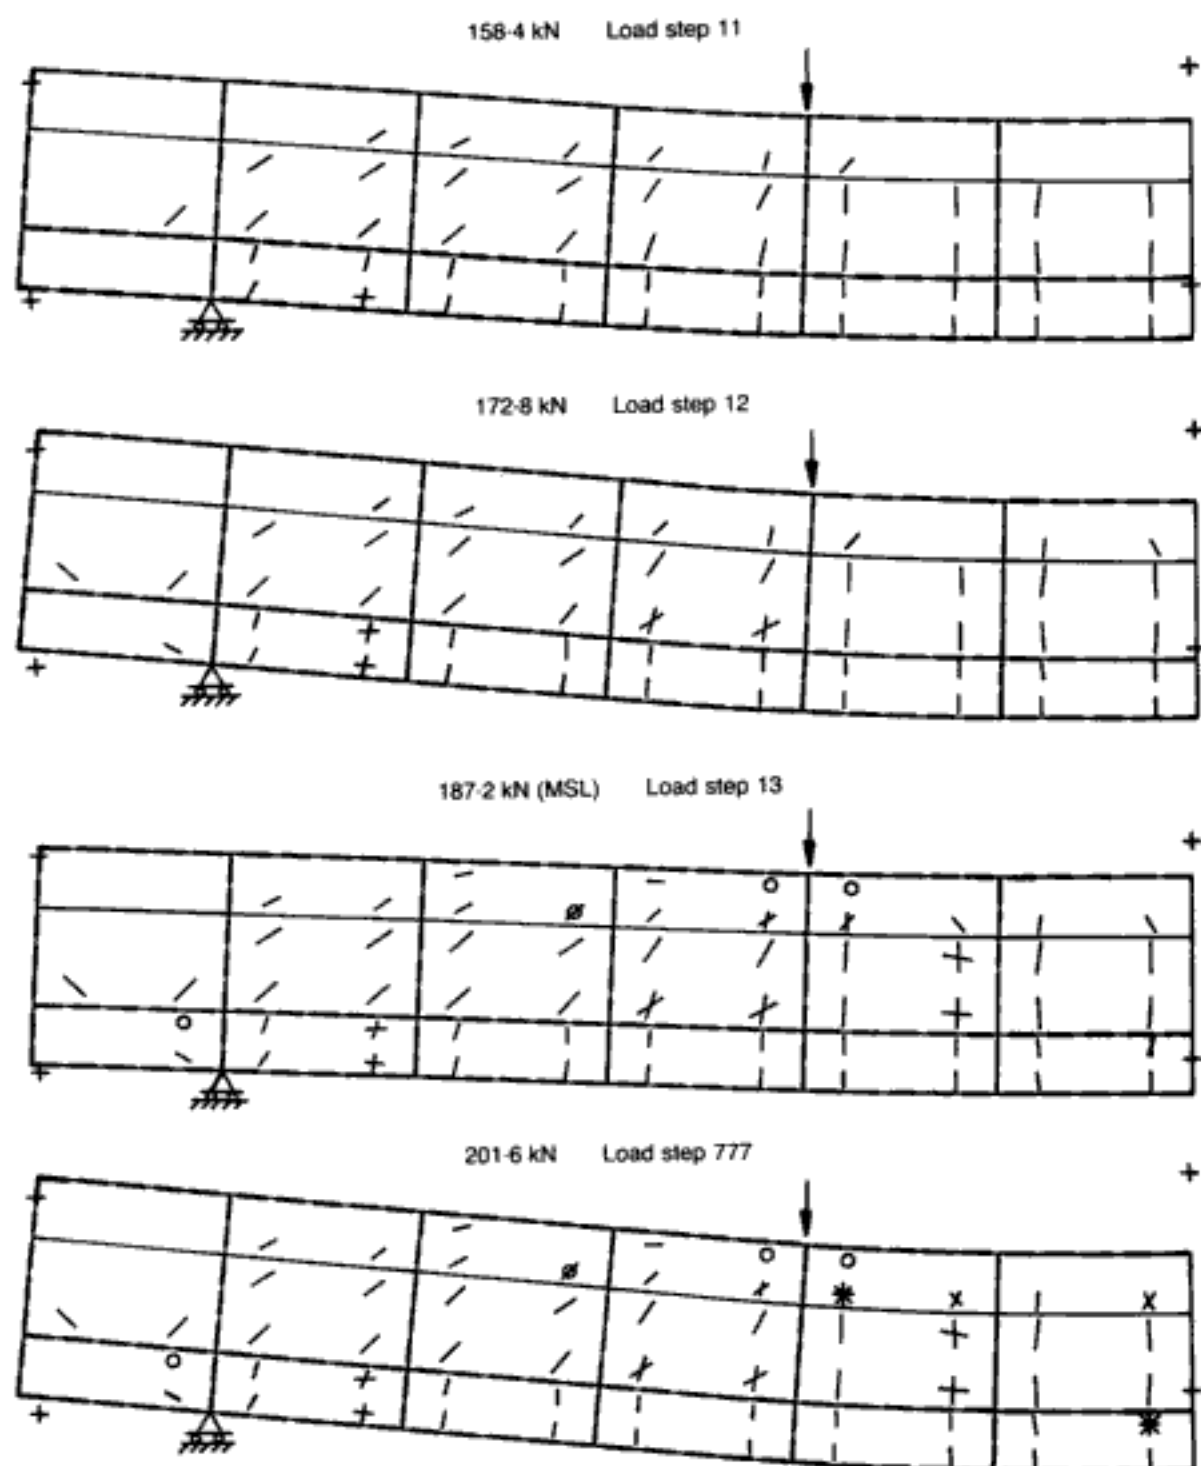 158·4 kN Load step 11
172·8 kN Load step 12
187·2 kN (MSL) Load step 13
201·6 kN Load step 777